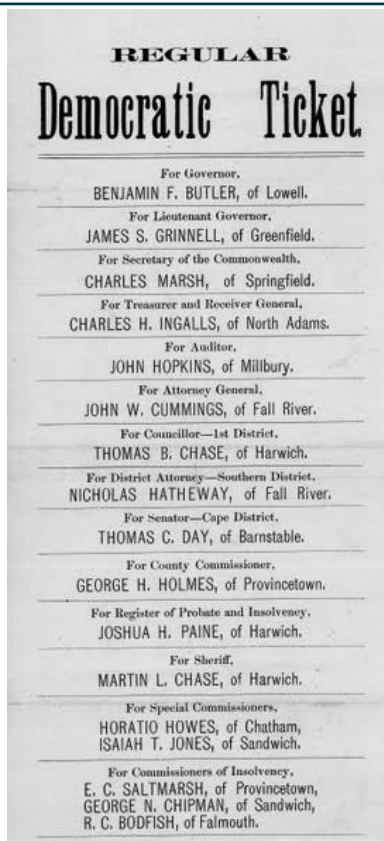 REGULAR
Democratic Ticket.
For Governor,
BENJAMIN F. BUTLER, of Lowell.
For Lieutenant Governor,
JAMES S. GRINNELL, of Greenfield.
For Secretary of the Commonwealth,
CHARLES MARSH, of Springfield.
For Treasurer and Receiver General,
CHARLES H. INGALLS, of North Adams.
For Auditor,
JOHN HOPKINS, of Millbury.
For Attorney General,
JOHN W. CUMMINGS, of Fall River.
For Councillor—1st District,
THOMAS B. CHASE, of Harwich.
For District Attorney—Southern District,
NICHOLAS HATHEWAY, of Fall River.
For Senator—Cape District,
THOMAS C. DAY, of Barnstable.
For County Commissioner,
GEORGE H. HOLMES, of Provincetown.
For Register of Probate and Insolvency,
JOSHUA H. PAINE, of Harwich.
For Sheriff,
MARTIN L. CHASE, of Harwich.
For Special Commissioners,
HORATIO HOWES, of Chatham,
ISAIAH T. JONES, of Sandwich.
For Commissioners of Insolvency,
E. C. SALTMARSH, of Provincetown,
GEORGE N. CHIPMAN, of Sandwich,
R. C. BODFISH, of Falmouth.